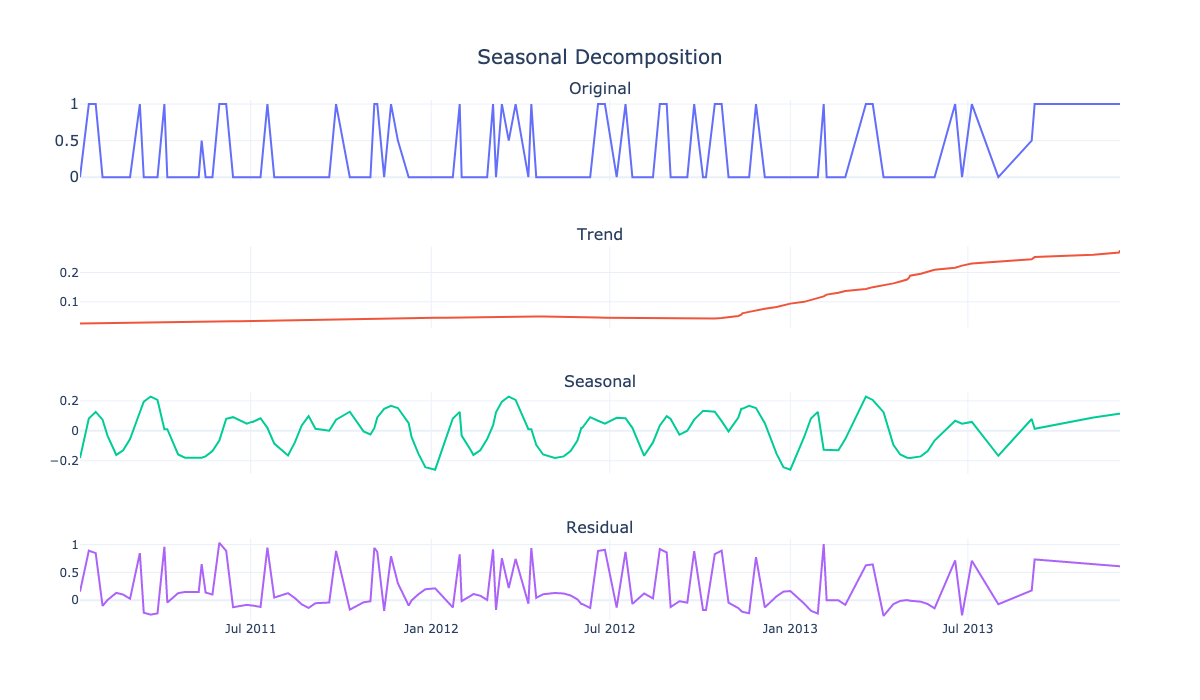 Seasonal Decomposition
Original
1
0.5
0
Trend
0.2
0.1
Seasonal
0.2
0
−0.2
Residual
1
0.5
0
Jul 2011
Jan 2012
Jul 2012
Jan 2013
Jul 2013